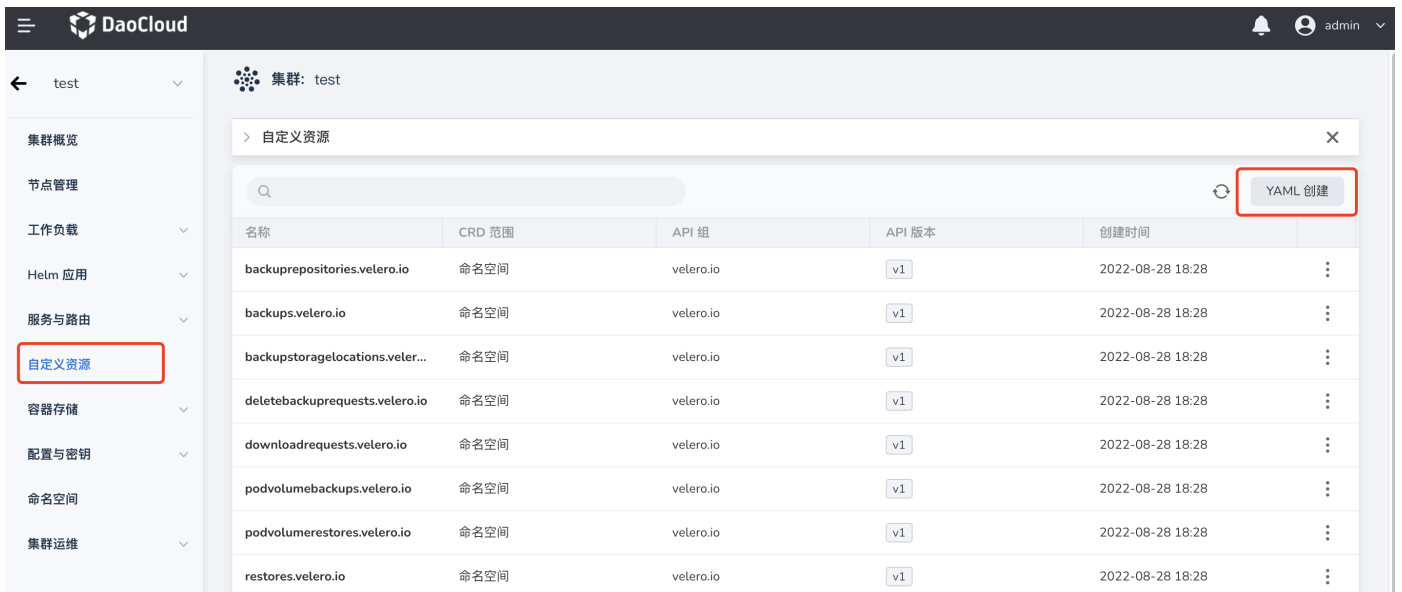 DaoCloud
admin
test
集群: test
集群概览
节点管理
工作负载
Helm 应用
服务与路由
自定义资源
容器存储
配置与密钥
命名空间
集群运维
自定义资源
YAML 创建
名称 CRD 范围 API 组 API 版本 创建时间
backuprepositories.velero.io 命名空间 velero.io v1 2022-08-28 18:28
backups.velero.io 命名空间 velero.io v1 2022-08-28 18:28
backupstoragelocations.veler... 命名空间 velero.io v1 2022-08-28 18:28
deletebackuprequests.velero.io 命名空间 velero.io v1 2022-08-28 18:28
downloadrequests.velero.io 命名空间 velero.io v1 2022-08-28 18:28
podvolumebackups.velero.io 命名空间 velero.io v1 2022-08-28 18:28
podvolumerestores.velero.io 命名空间 velero.io v1 2022-08-28 18:28
restores.velero.io 命名空间 velero.io v1 2022-08-28 18:28